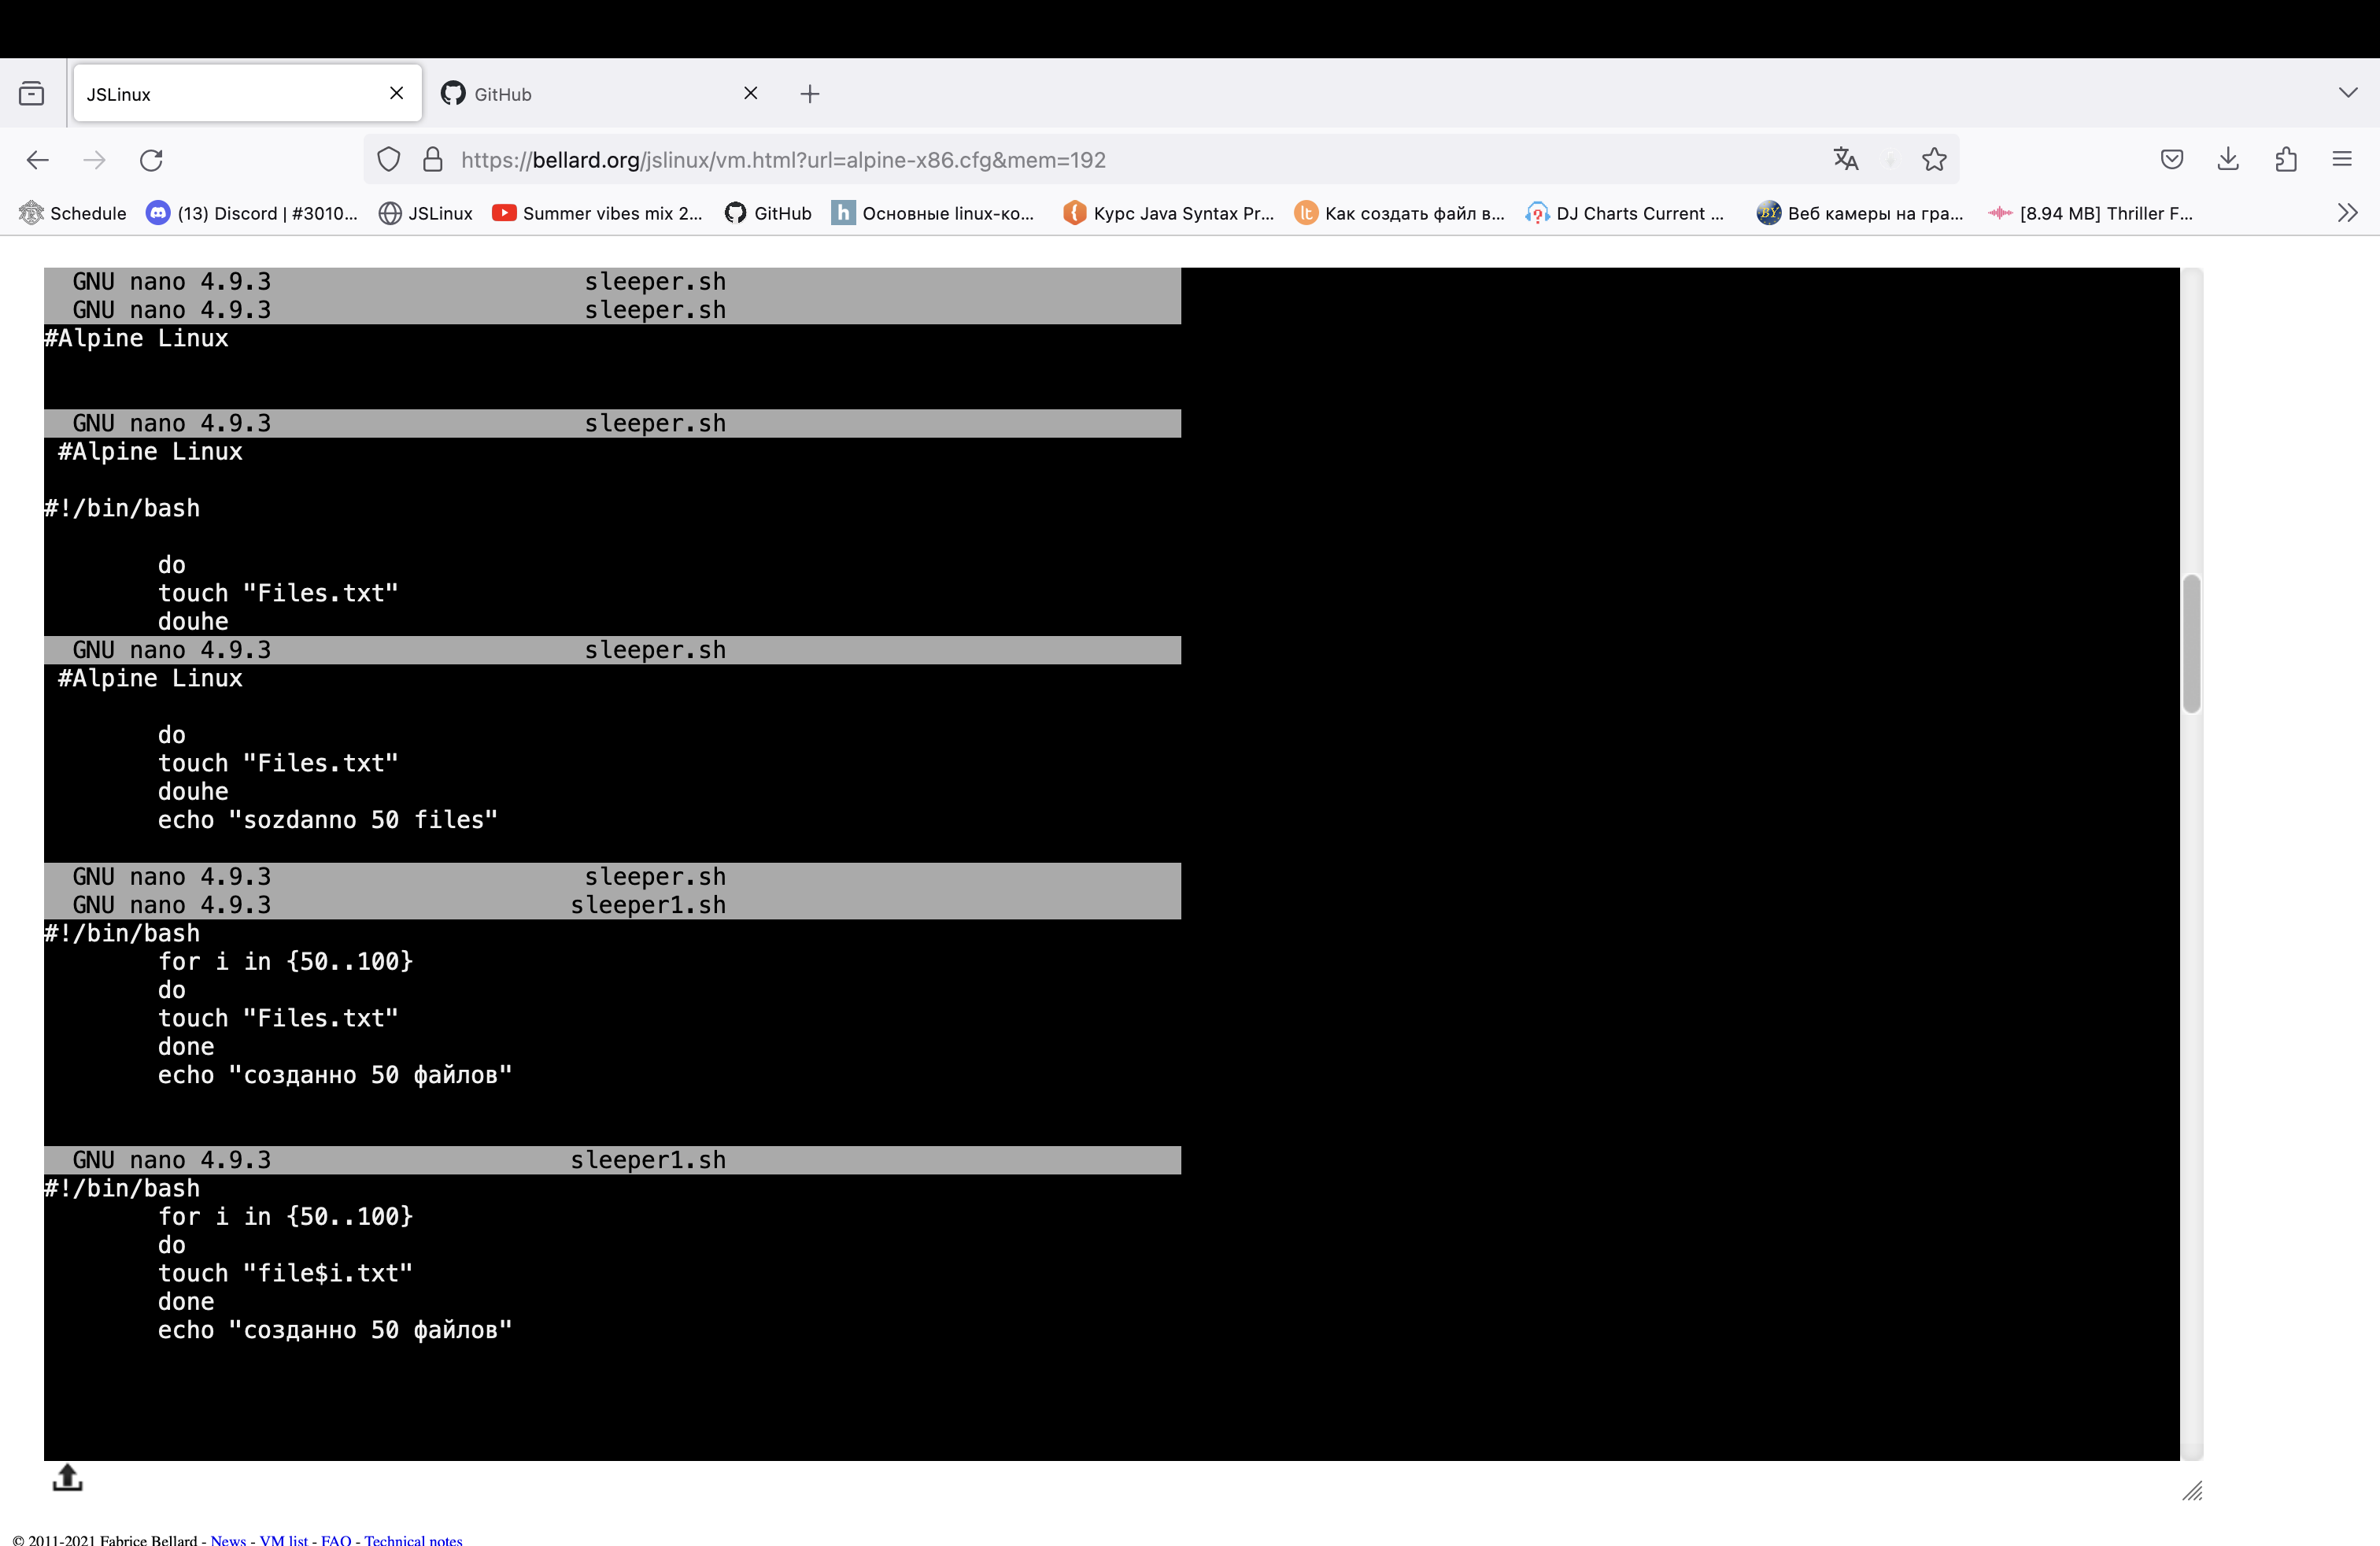 JSLinux
GitHub
https://bellard.org/jslinux/vm.html?url=alpine-x86.cfg&mem=192
Schedule
(13) Discord | #3010...
JSLinux
Summer vibes mix 2...
GitHub
Основные linux-ко...
Курс Java Syntax Pr...
Как создать файл в...
DJ Charts Current ...
Веб камеры на гра...
[8.94 MB] Thriller F...
GNU nano 4.9.3 sleeper.sh
GNU nano 4.9.3 sleeper.sh
#Alpine Linux
GNU nano 4.9.3 sleeper.sh
#Alpine Linux
#!/bin/bash
do
touch "Files.txt"
douhe
GNU nano 4.9.3 sleeper.sh
#Alpine Linux
do
touch "Files.txt"
douhe
echo "sozdanno 50 files"
GNU nano 4.9.3 sleeper.sh
GNU nano 4.9.3 sleeper1.sh
#!/bin/bash
for i in {50..100}
do
touch "Files.txt"
done
echo "созданно 50 файлов"
GNU nano 4.9.3 sleeper1.sh
#!/bin/bash
for i in {50..100}
do
touch "file$i.txt"
done
echo "созданно 50 файлов"
© 2011-2021 Fabrice Bellard - News - VM list - FAQ - Technical notes